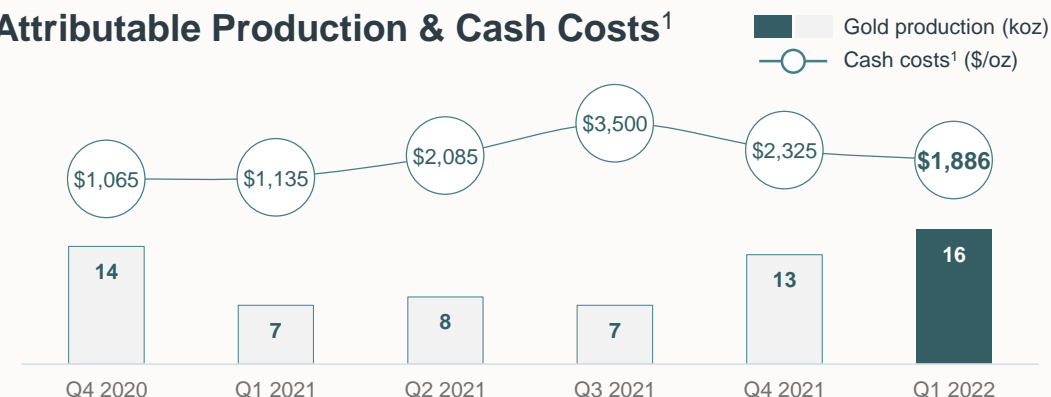 Attributable Production & Cash Costs¹
Gold production (koz)
Cash costs¹ ($/oz)
$1,065
$1,135
$2,085
$3,500
$2,325
$1,886
14
7
8
7
13
16
Q4 2020
Q1 2021
Q2 2021
Q3 2021
Q4 2021
Q1 2022